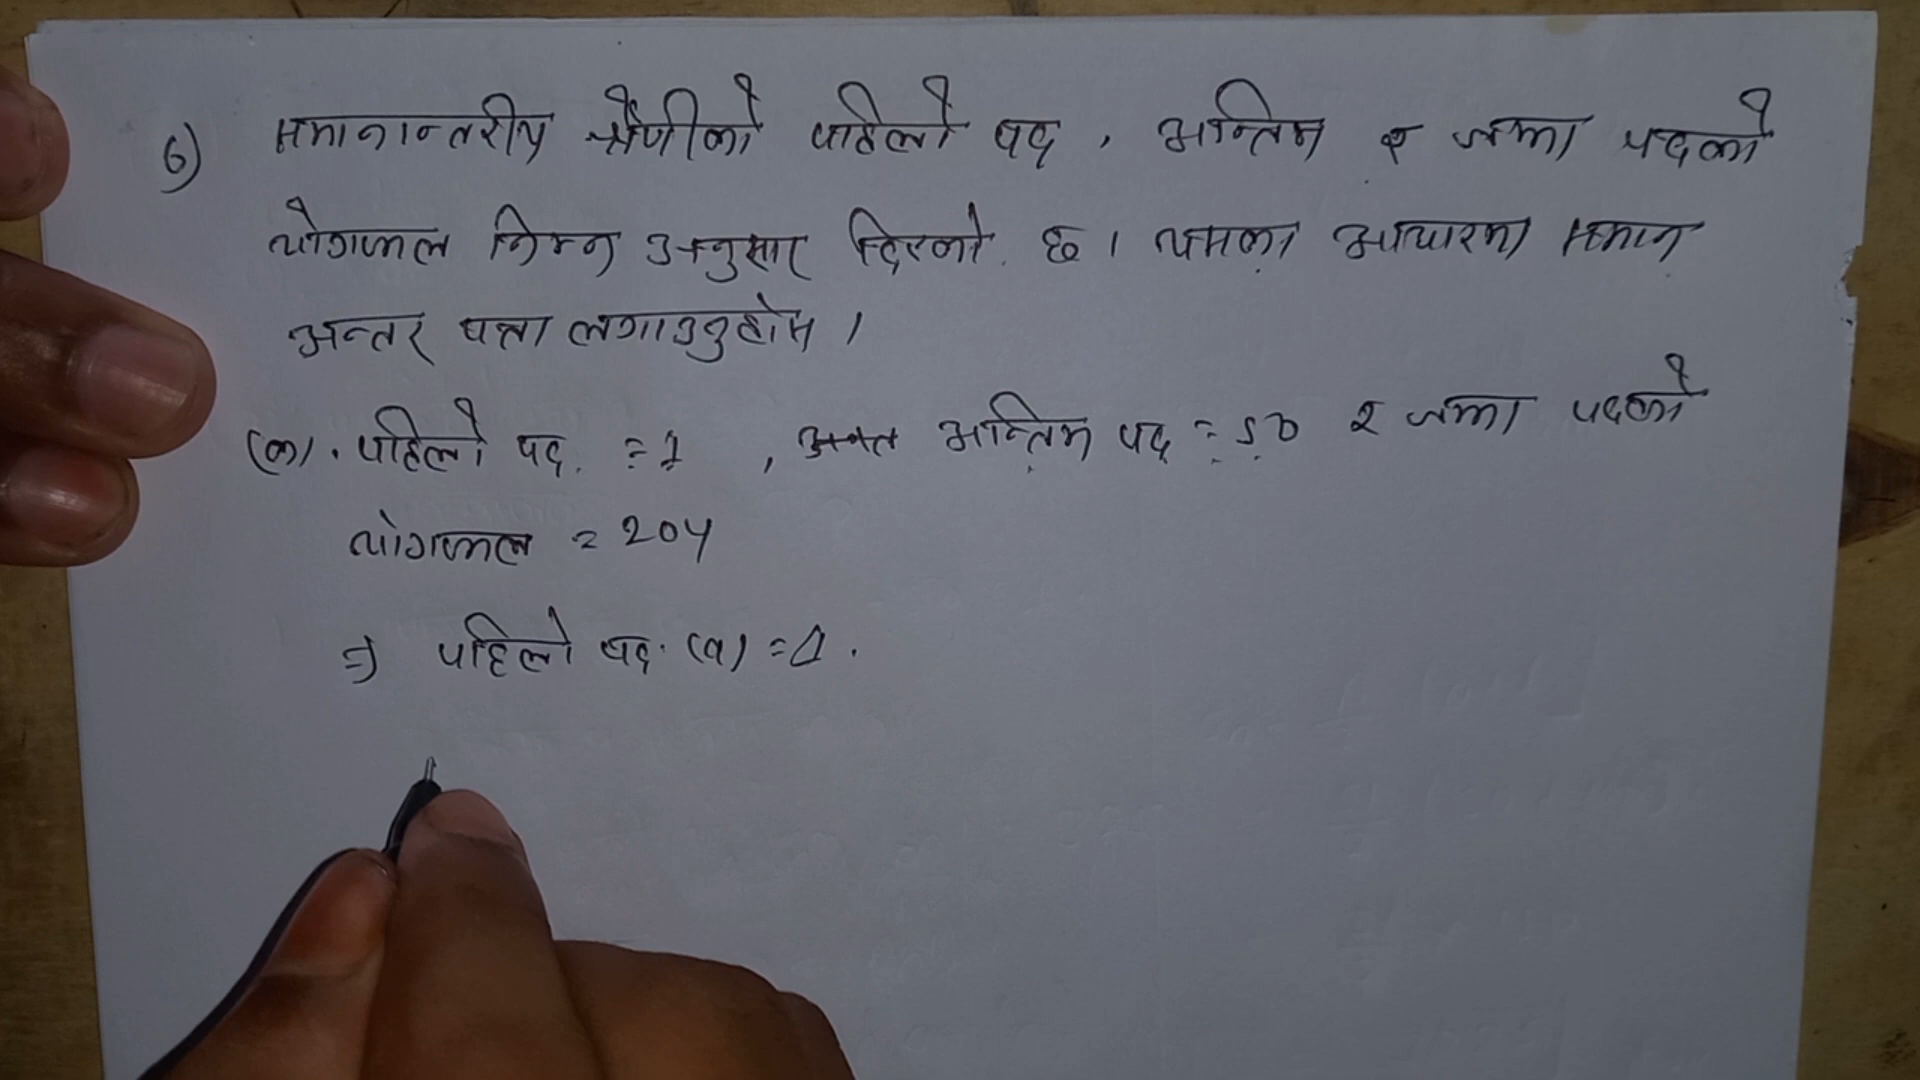 6) समानान्तरीय श्रेणीको पहिलो पद , अन्तिम र जम्मा पदको
योगफल निम्न अनुसार दिएको छ । यसका आधारमा समान
अन्तर पत्ता लगाउनुहोस ।
(क) . पहिलो पद . = 1 , अन्तिम पद = 50 र जम्मा पदको
योगफल = 204
⇒ पहिलो पद . (a) = 1 .